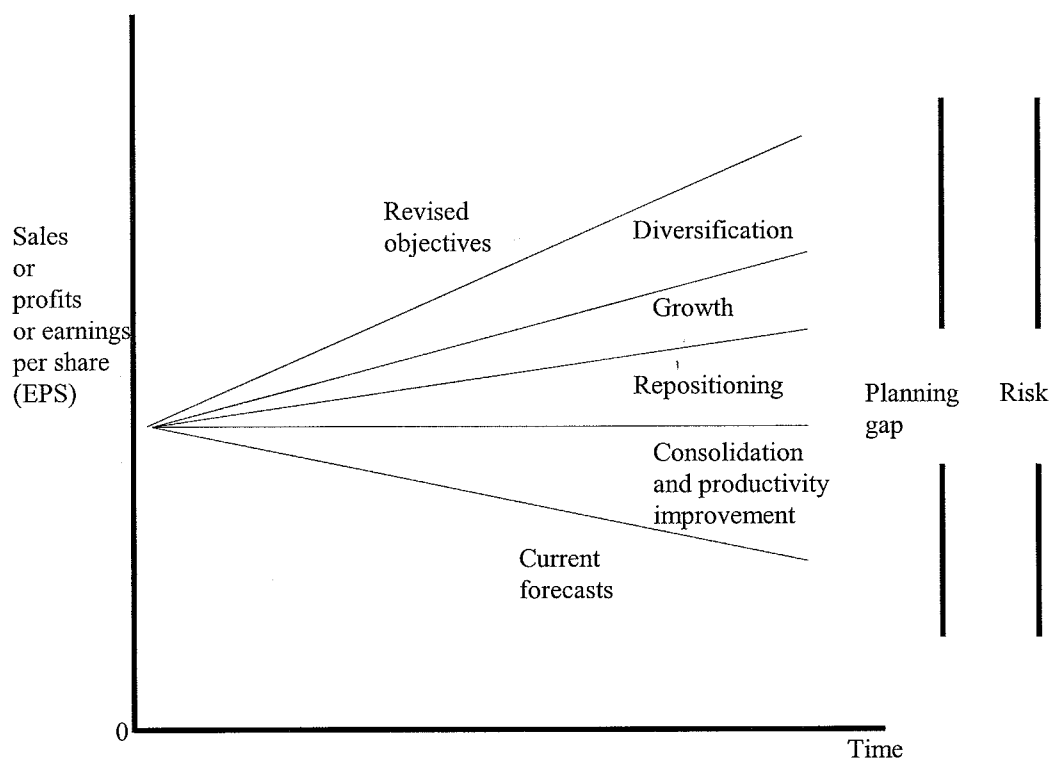 Revised
objectives
Sales
or
profits
or earnings
per share
(EPS)
Diversification
Growth
Repositioning
Planning
gap
Risk
Consolidation
and productivity
improvement
Current
forecasts
0
Time